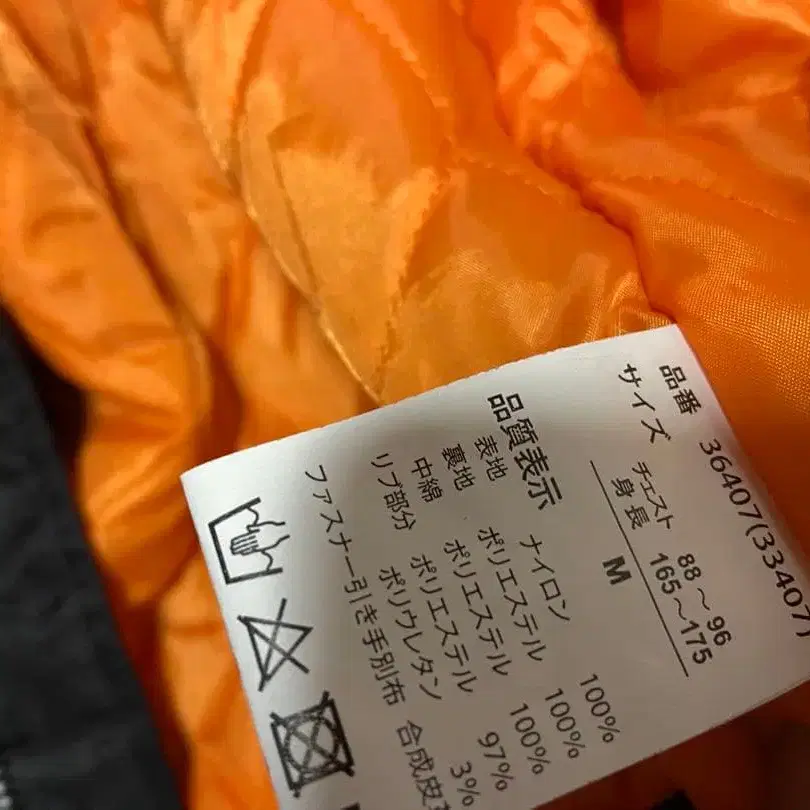 品番 36407(33407)
サイズ M
チェスト 88～96
身長 165～175
品質表示
表地 ナイロン 100%
裏地 ポリエステル 100%
中綿 ポリエステル 100%
リブ部分 ポリエステル 97%
ポリウレタン 3%
ファスナー引き手別布 合成皮革